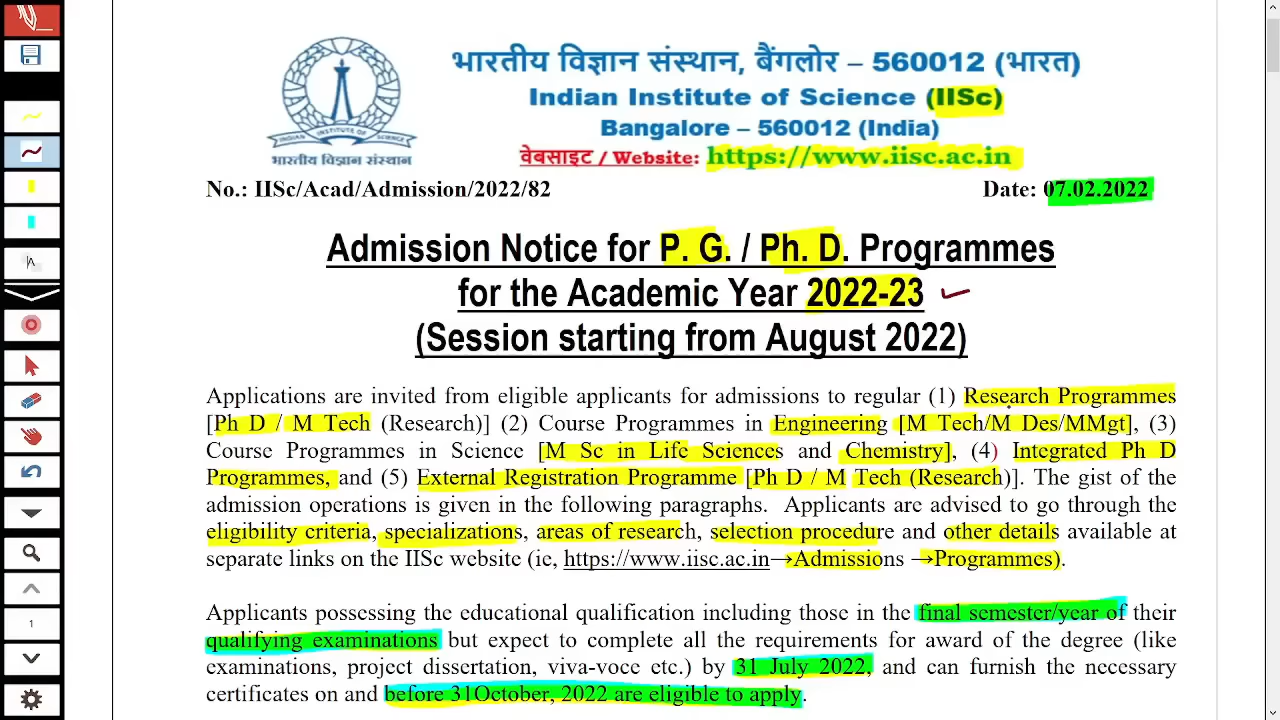 भारतीय विज्ञान संस्थान, बैंगलोर – 560012 (भारत)
Indian Institute of Science (IISc)
Bangalore – 560012 (India)
वेबसाइट / Website: https://www.iisc.ac.in
INDIAN INSTITUTE OF SCIENCE
भारतीय विज्ञान संस्थान
No.: IISc/Acad/Admission/2022/82 Date: 07.02.2022
Admission Notice for P. G. / Ph. D. Programmes
for the Academic Year 2022-23
(Session starting from August 2022)
Applications are invited from eligible applicants for admissions to regular (1) Research Programmes
[Ph D / M Tech (Research)] (2) Course Programmes in Engineering [M Tech/M Des/MMgt], (3)
Course Programmes in Science [M Sc in Life Sciences and Chemistry], (4) Integrated Ph D
Programmes, and (5) External Registration Programme [Ph D / M Tech (Research)]. The gist of the
admission operations is given in the following paragraphs. Applicants are advised to go through the
eligibility criteria, specializations, areas of research, selection procedure and other details available at
separate links on the IISc website (ie, https://www.iisc.ac.in→Admissions →Programmes).
Applicants possessing the educational qualification including those in the final semester/year of their
qualifying examinations but expect to complete all the requirements for award of the degree (like
examinations, project dissertation, viva-voce etc.) by 31 July 2022, and can furnish the necessary
certificates on and before 31October, 2022 are eligible to apply.
1